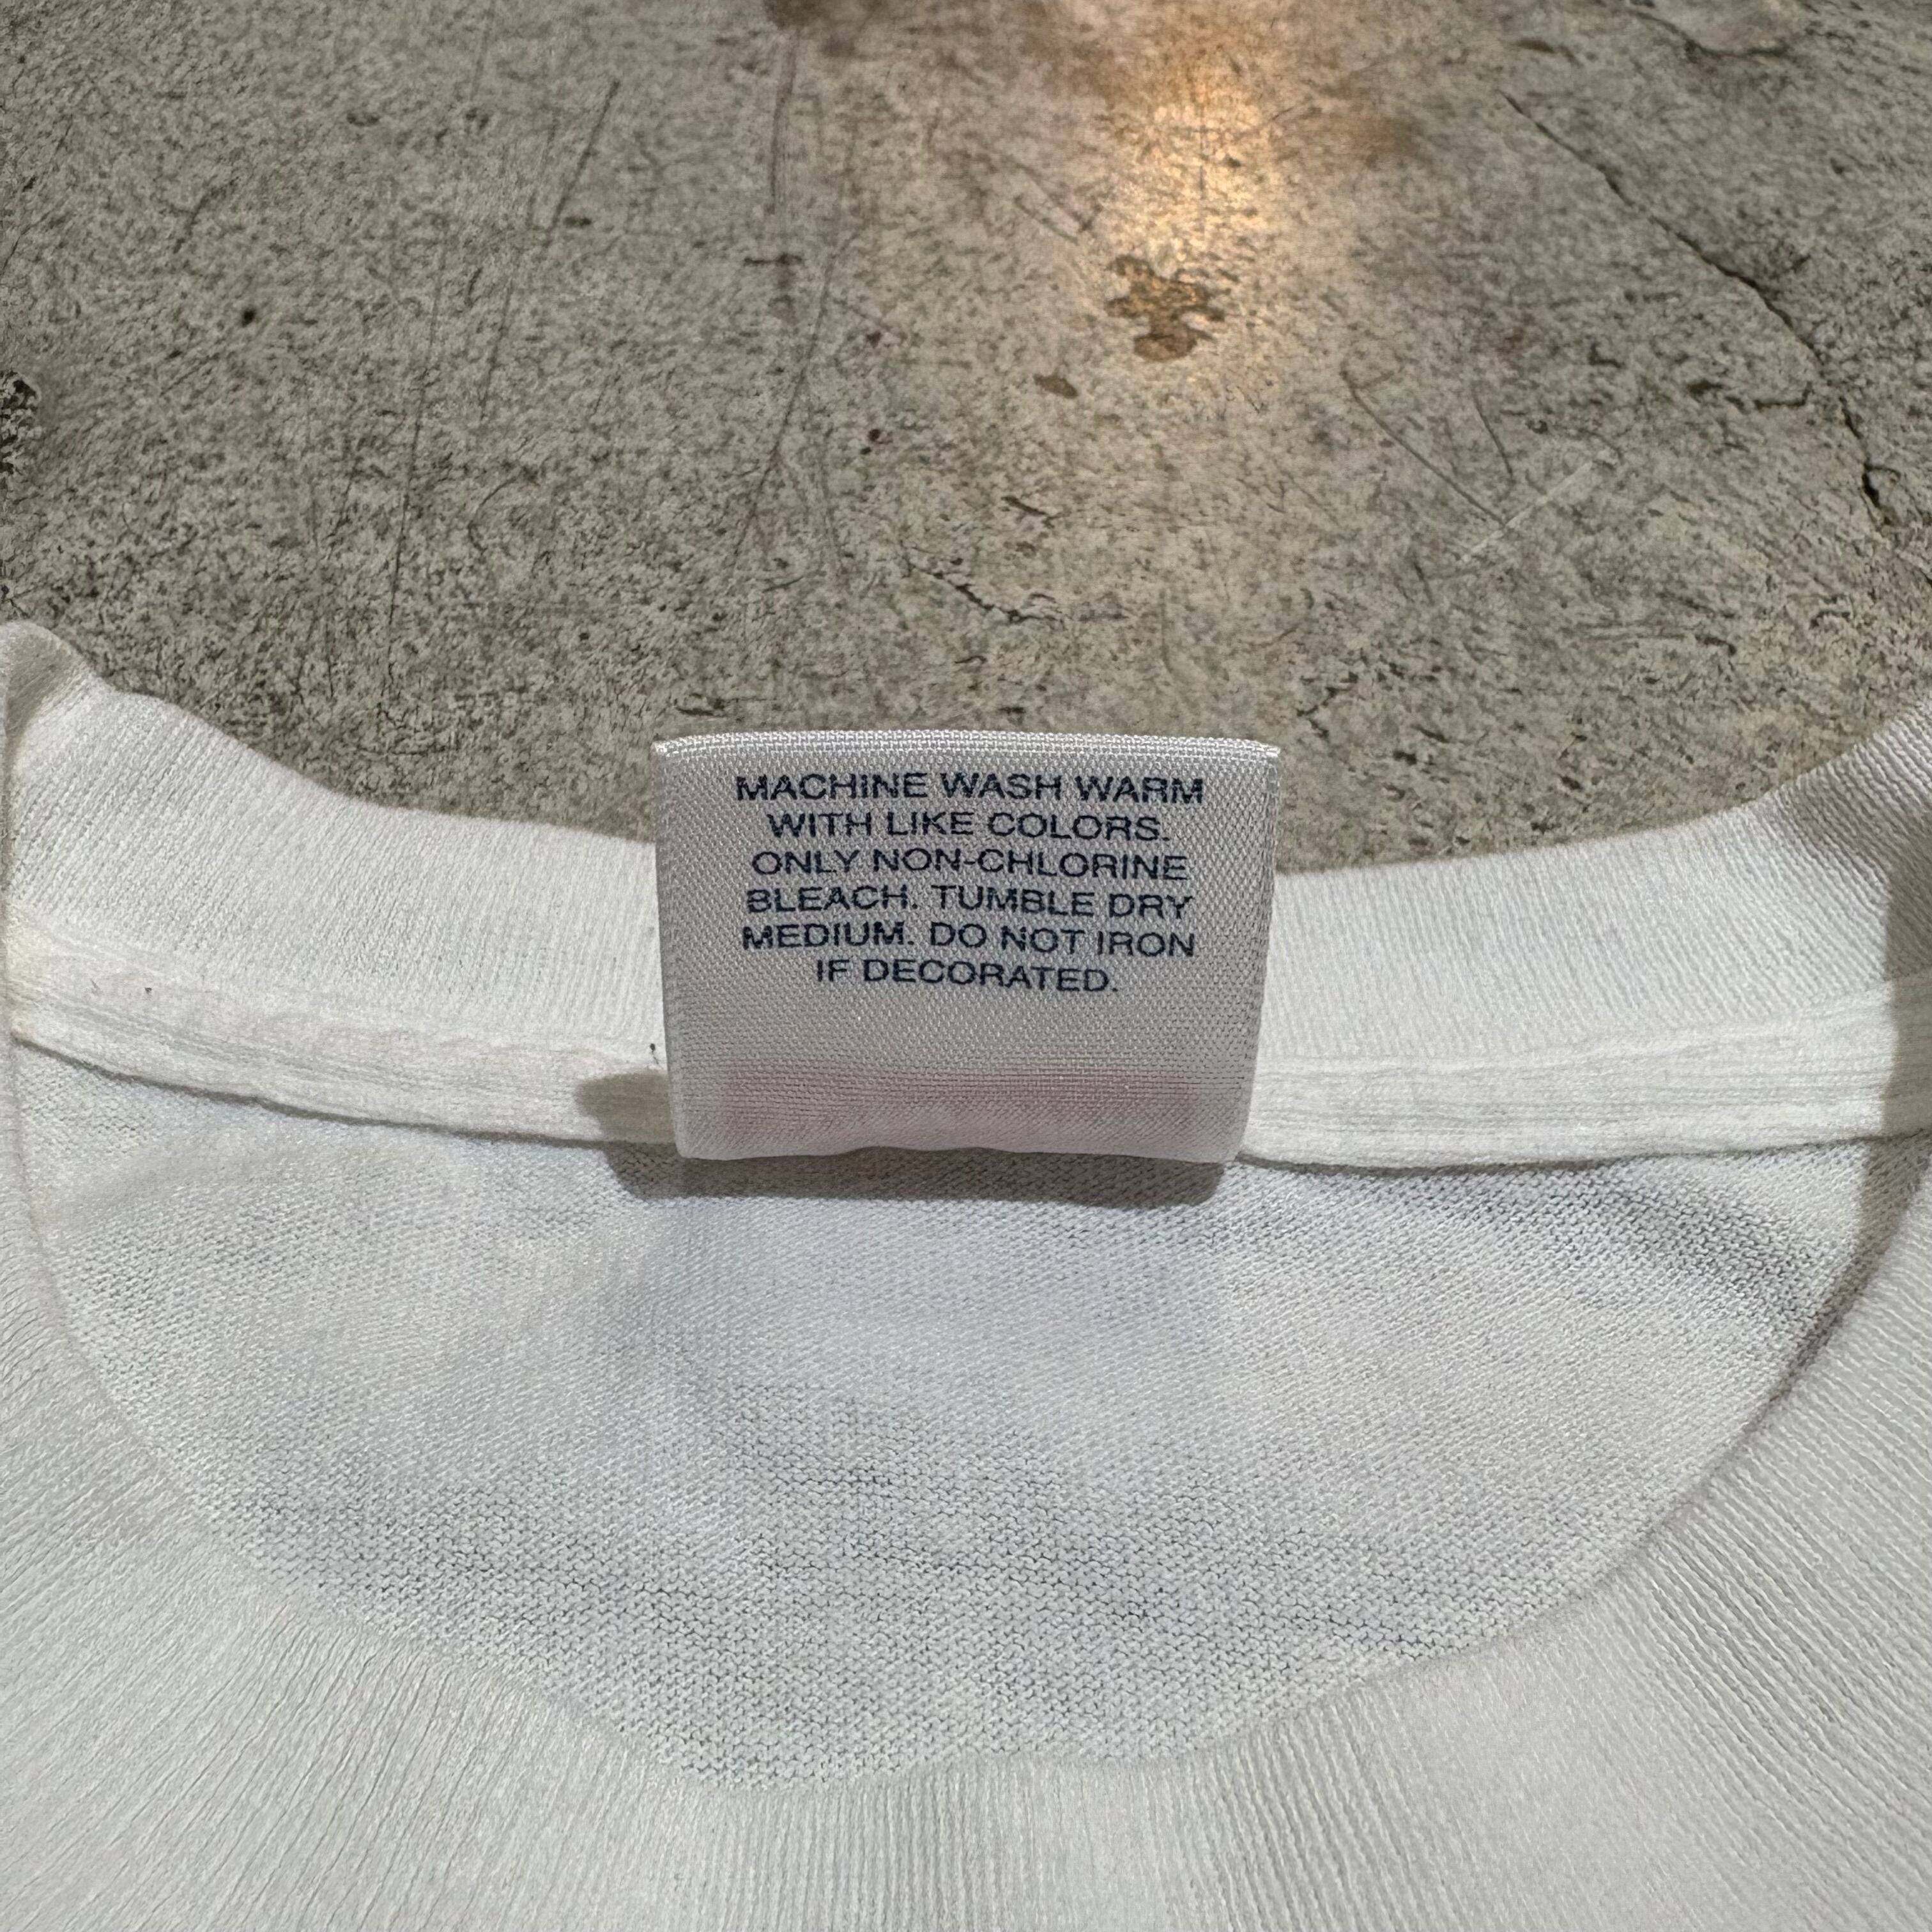 MACHINE WASH WARM
WITH LIKE COLORS.
ONLY NON-CHLORINE
BLEACH. TUMBLE DRY
MEDIUM. DO NOT IRON
IF DECORATED.